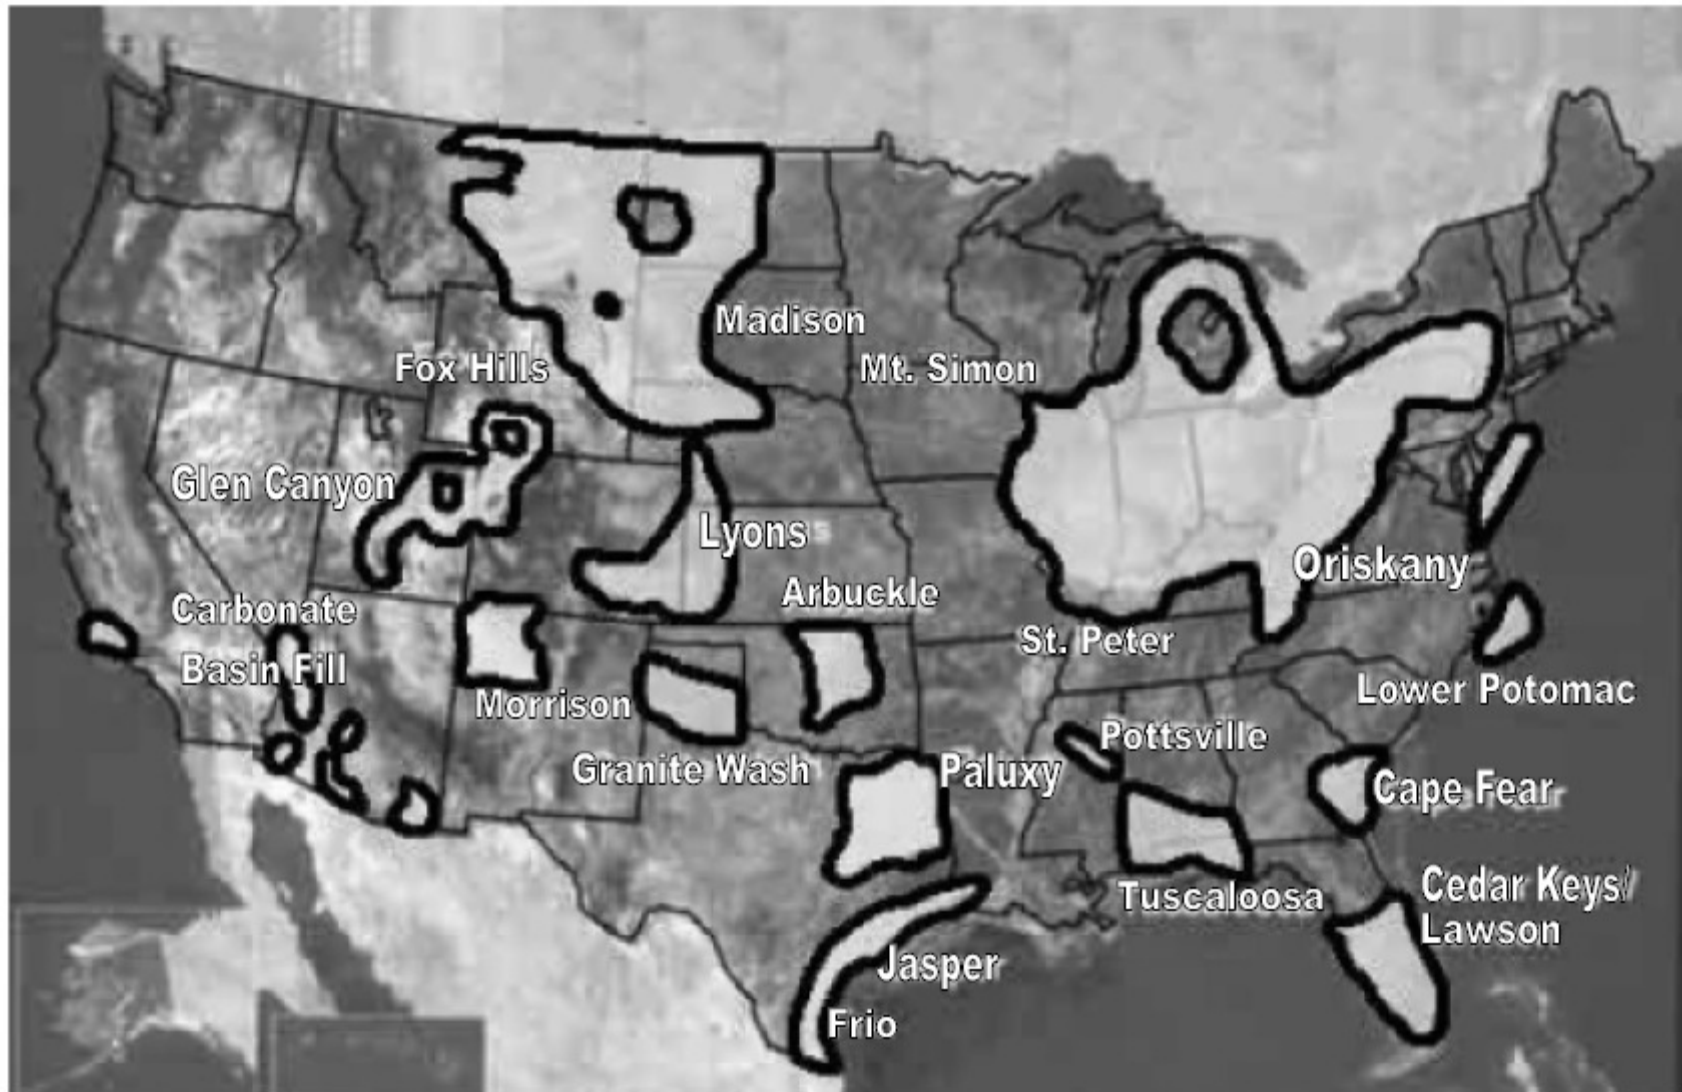 Madison
Mt. Simon
Fox Hills
Glen Canyon
Lyons
Oriskany
Arbuckle
Carbonate
St. Peter
Basin Fill
Lower Potomac
Morrison
Pottsville
Granite Wash
Paluxy
Cape Fear
Cedar Keys/
Tuscaloosa
Lawson
Jasper
Frio